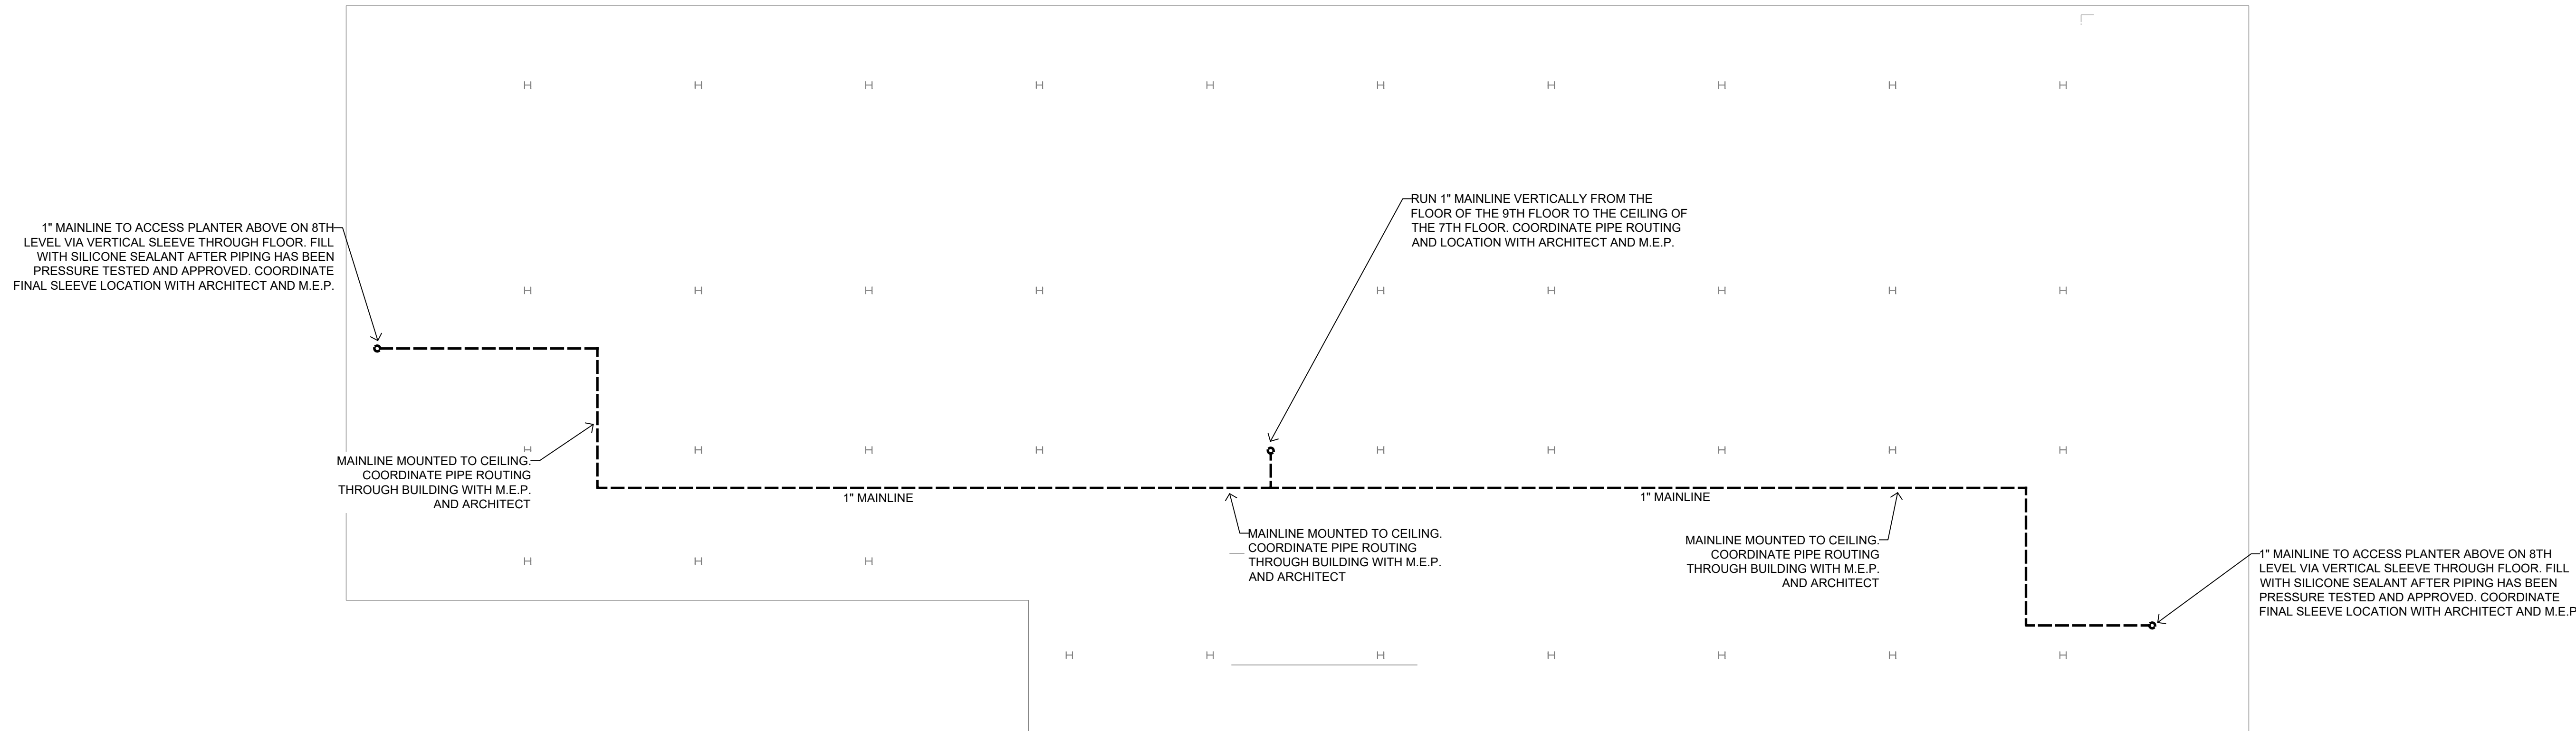 RUN 1" MAINLINE VERTICALLY FROM THE
FLOOR OF THE 9TH FLOOR TO THE CEILING OF
THE 7TH FLOOR. COORDINATE PIPE ROUTING
AND LOCATION WITH ARCHITECT AND M.E.P.
1" MAINLINE TO ACCESS PLANTER ABOVE ON 8TH
LEVEL VIA VERTICAL SLEEVE THROUGH FLOOR. FILL
WITH SILICONE SEALANT AFTER PIPING HAS BEEN
PRESSURE TESTED AND APPROVED. COORDINATE
FINAL SLEEVE LOCATION WITH ARCHITECT AND M.E.P.
MAINLINE MOUNTED TO CEILING.
COORDINATE PIPE ROUTING
THROUGH BUILDING WITH M.E.P.
AND ARCHITECT
1" MAINLINE
1" MAINLINE
MAINLINE MOUNTED TO CEILING.
COORDINATE PIPE ROUTING
THROUGH BUILDING WITH M.E.P.
AND ARCHITECT
MAINLINE MOUNTED TO CEILING.
COORDINATE PIPE ROUTING
THROUGH BUILDING WITH M.E.P.
AND ARCHITECT
1" MAINLINE TO ACCESS PLANTER ABOVE ON 8TH
LEVEL VIA VERTICAL SLEEVE THROUGH FLOOR. FILL
WITH SILICONE SEALANT AFTER PIPING HAS BEEN
PRESSURE TESTED AND APPROVED. COORDINATE
FINAL SLEEVE LOCATION WITH ARCHITECT AND M.E.P